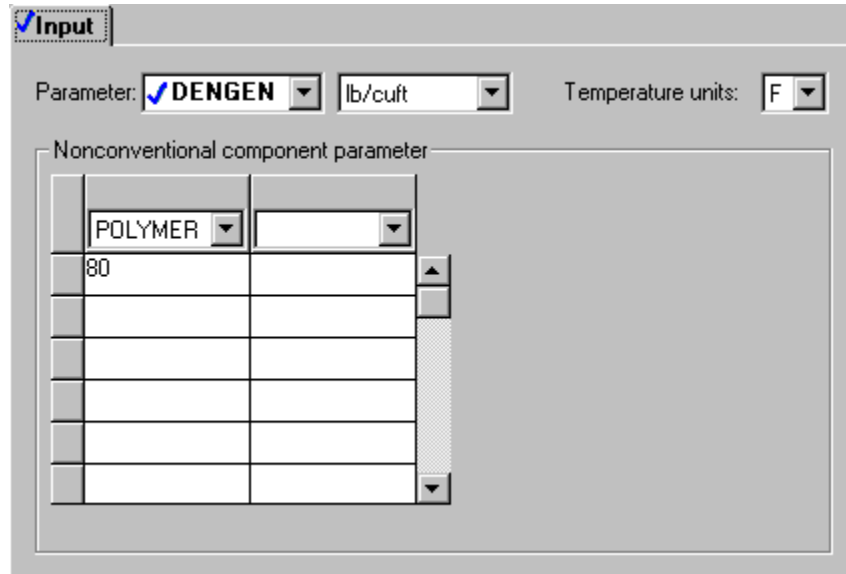 Input
Parameter: DENGEN lb/cuft Temperature units: F
Nonconventional component parameter
POLYMER
80